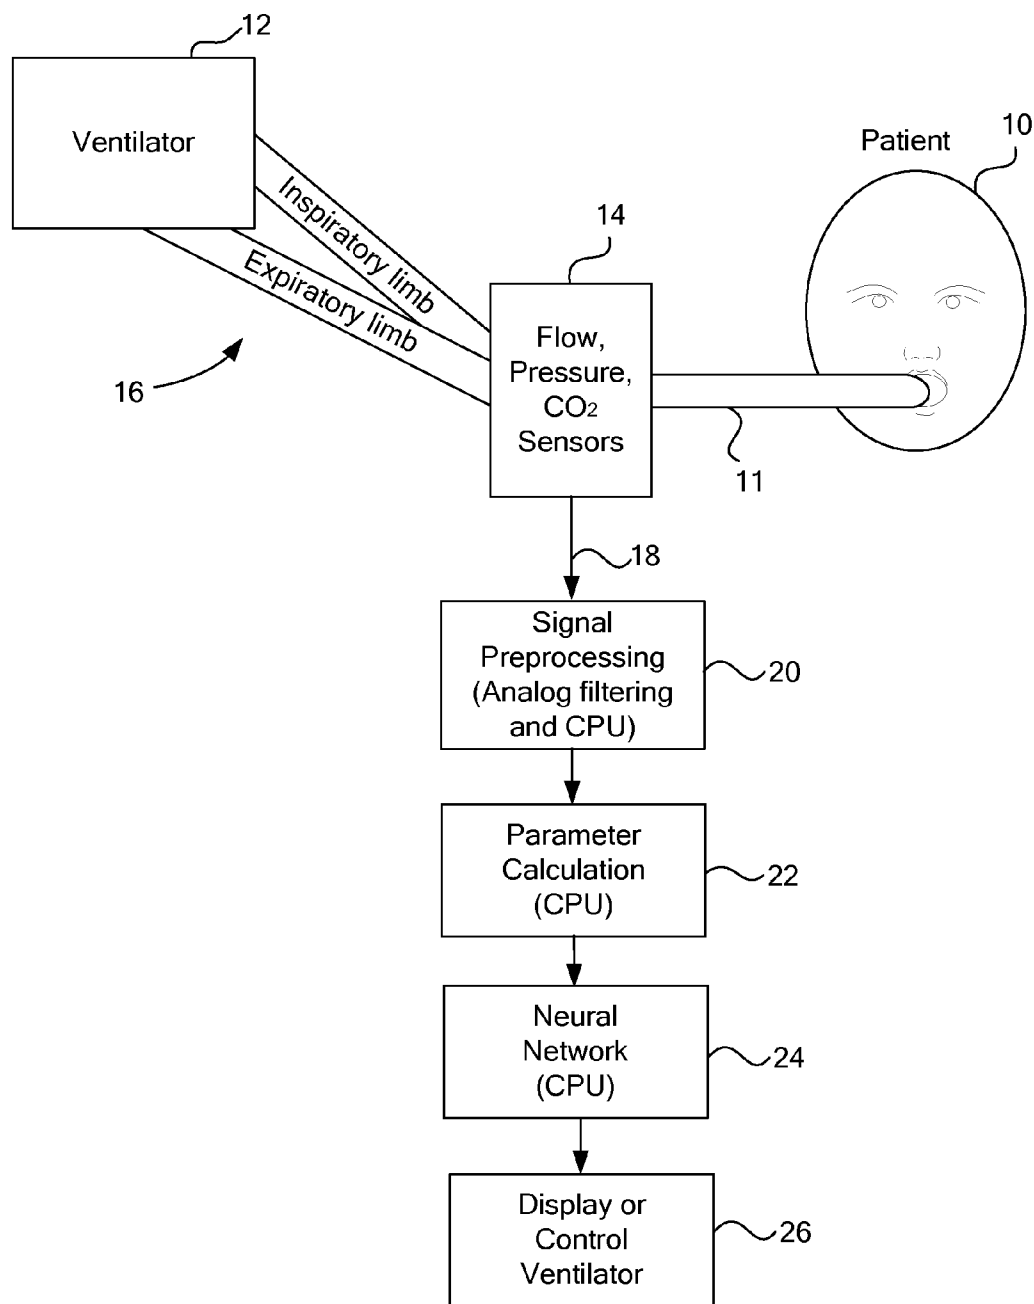 12
Ventilator
Inspiratory limb
Expiratory limb
16
14
Flow,
Pressure,
CO2
Sensors
Patient
10
11
18
Signal
Preprocessing
(Analog filtering
and CPU)
20
Parameter
Calculation
(CPU)
22
Neural
Network
(CPU)
24
Display or
Control
Ventilator
26